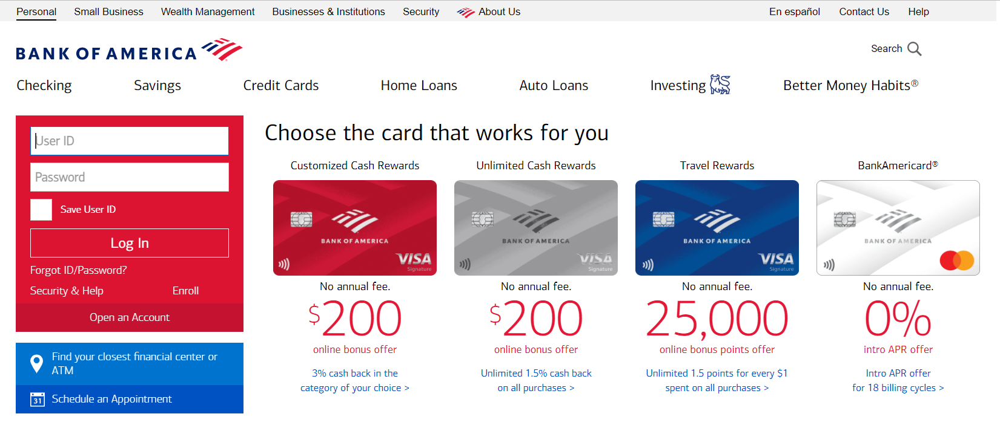 Personal Small Business Wealth Management Businesses & Institutions Security About Us En español Contact Us Help
BANK OF AMERICA
Search
Checking Savings Credit Cards Home Loans Auto Loans Investing Better Money Habits®
User ID
Password
Save User ID
Log In
Forgot ID/Password?
Security & Help Enroll
Open an Account
Find your closest financial center or
ATM
31
Schedule an Appointment
Choose the card that works for you
Customized Cash Rewards
BANK OF AMERICA
VISA
Signature
No annual fee.
$200
online bonus offer
3% cash back in the
category of your choice >
Unlimited Cash Rewards
BANK OF AMERICA
VISA
Signature
No annual fee.
$200
online bonus offer
Unlimited 1.5% cash back
on all purchases >
Travel Rewards
BANK OF AMERICA
VISA
Signature
No annual fee.
25,000
online bonus points offer
Unlimited 1.5 points for every $1
spent on all purchases >
BankAmericard®
BANK OF AMERICA
No annual fee.
0%
intro APR offer
Intro APR offer
for 18 billing cycles >